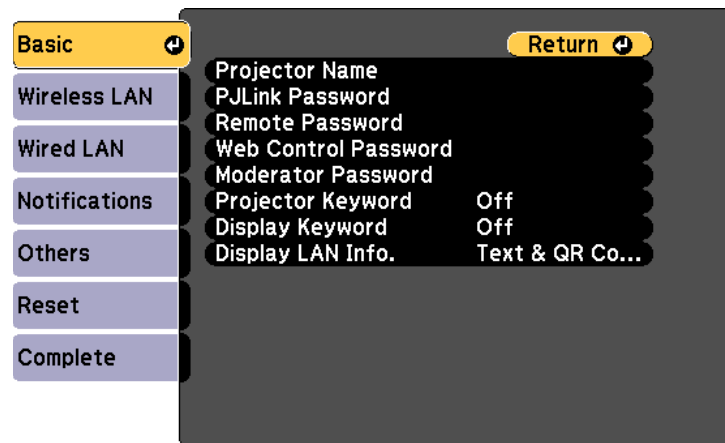 Basic
Wireless LAN
Wired LAN
Notifications
Others
Reset
Complete
Return
Projector Name
PJLink Password
Remote Password
Web Control Password
Moderator Password
Projector Keyword Off
Display Keyword Off
Display LAN Info. Text & QR Co...